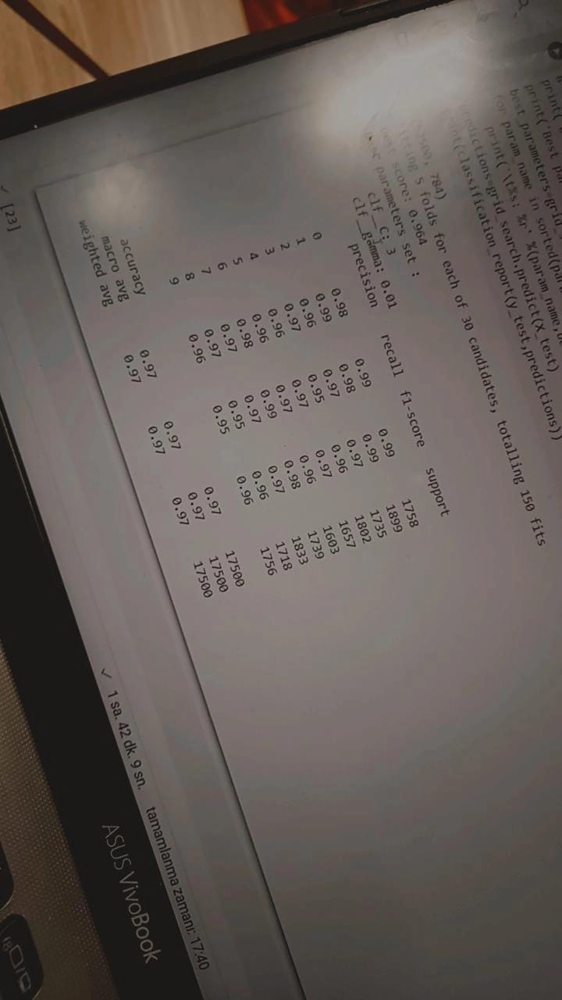 print(
print('Best pa
best_parameters=grid_
for param_name in sorted(para
print('\t%s: %r' %(param_name,
predictions=grid_search.predict(X_test)
print(classification_report(y_test,predictions))
784)
Fitting 5 folds for each of 30 candidates, totalling 150 fits
Best score: 0.964
parameters set :
clf__C: 3
clf__gamma: 0.01
precision recall f1-score support
0 0.98 0.99 0.99 1758
1 0.99 0.98 0.99 1899
2 0.96 0.97 0.97 1735
3 0.97 0.95 0.96 1802
4 0.96 0.97 0.97 1657
5 0.96 0.97 0.96 1603
6 0.98 0.99 0.98 1739
7 0.97 0.97 0.97 1833
8 0.97 0.95 0.96 1718
9 0.96 0.95 0.96 1756
accuracy 0.97 17500
macro avg 0.97 0.97 0.97 17500
weighted avg 0.97 0.97 0.97 17500
✓ [23]
✓ 1 sa. 42 dk. 9 sn. tamamlanma zamanı: 17:40
ASUS VivoBook
f8